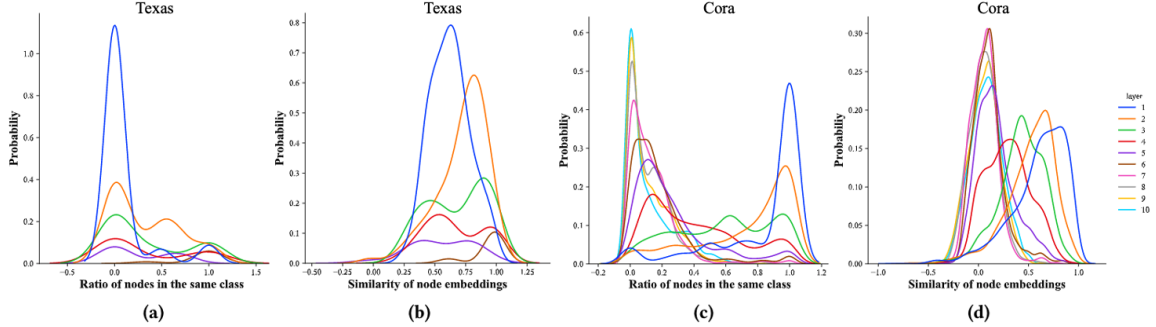 Texas
Texas
Cora
Cora
Probability
1.0
0.8
0.6
0.4
0.2
0.0
−0.5 0.0 0.5 1.0 1.5
Ratio of nodes in the same class
(a)
Probability
0.8
0.7
0.6
0.5
0.4
0.3
0.2
0.1
0.0
−0.50 −0.25 0.00 0.25 0.50 0.75 1.00 1.25
Similarity of node embeddings
(b)
Probability
0.6
0.5
0.4
0.3
0.2
0.1
0.0
−0.2 0.0 0.2 0.4 0.6 0.8 1.0 1.2
Ratio of nodes in the same class
(c)
Probability
0.30
0.25
0.20
0.15
0.10
0.05
0.00
−1.0 −0.5 0.0 0.5 1.0
Similarity of node embeddings
(d)
layer
1
2
3
4
5
6
7
8
9
10